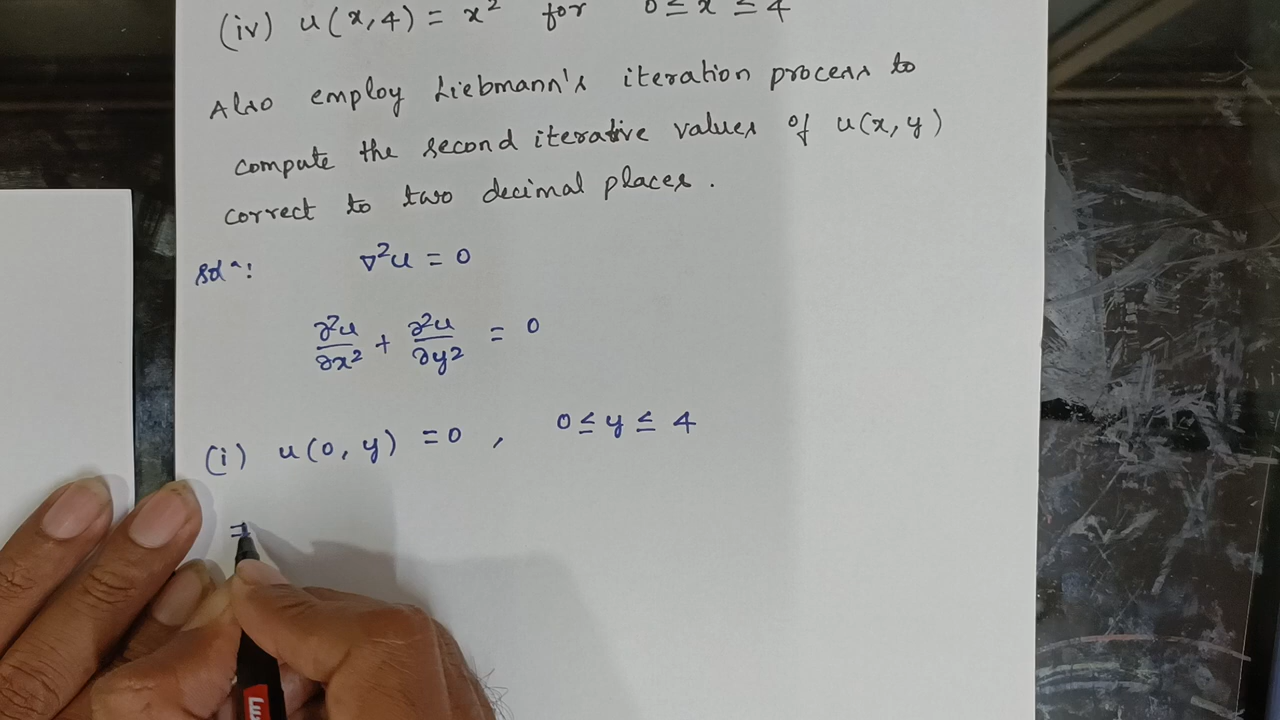 (iv) u(x,4) = x² for 0 ≤ x ≤ 4
Also employ Liebmann's iteration process to
compute the second iterative values of u(x,y)
correct to two decimal places.
Solⁿ: ∇²u = 0
∂²u/∂x² + ∂²u/∂y² = 0
(i) u(0,y) = 0 , 0 ≤ y ≤ 4
=